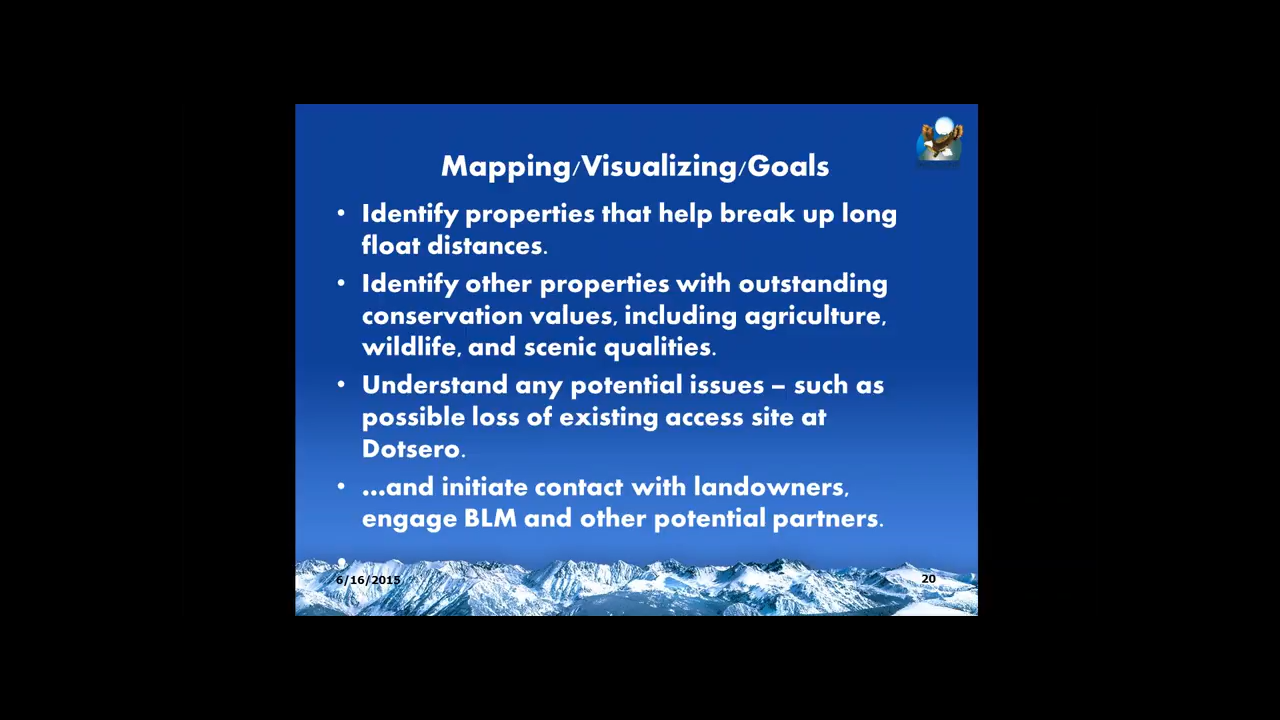 Mapping/Visualizing/Goals
• Identify properties that help break up long
float distances.
• Identify other properties with outstanding
conservation values, including agriculture,
wildlife, and scenic qualities.
• Understand any potential issues – such as
possible loss of existing access site at
Dotsero.
• ...and initiate contact with landowners,
engage BLM and other potential partners.
•
6/16/2015
20